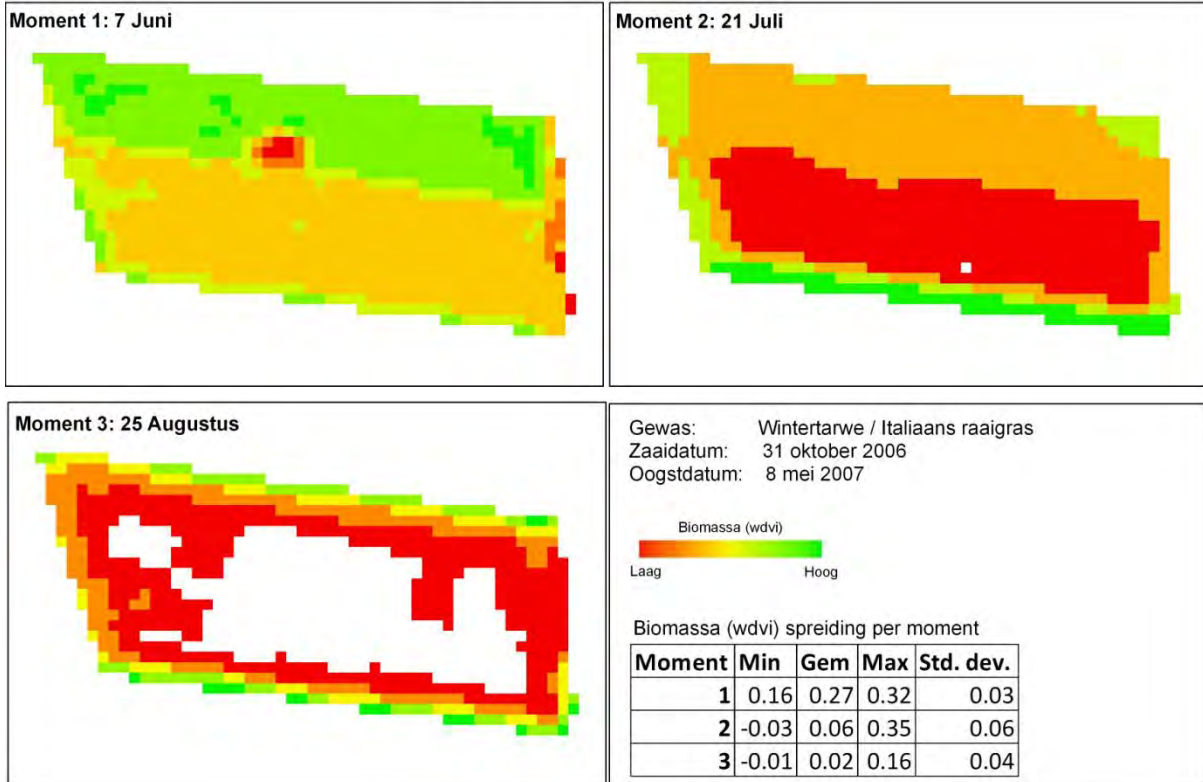 Moment 1: 7 Juni
Moment 2: 21 Juli
Moment 3: 25 Augustus
Gewas: Wintertarwe / Italiaans raaigras
Zaaidatum: 31 oktober 2006
Oogstdatum: 8 mei 2007
Biomassa (wdvi)
Laag Hoog
Biomassa (wdvi) spreiding per moment
Moment Min Gem Max Std. dev.
1 0.16 0.27 0.32 0.03
2 -0.03 0.06 0.35 0.06
3 -0.01 0.02 0.16 0.04